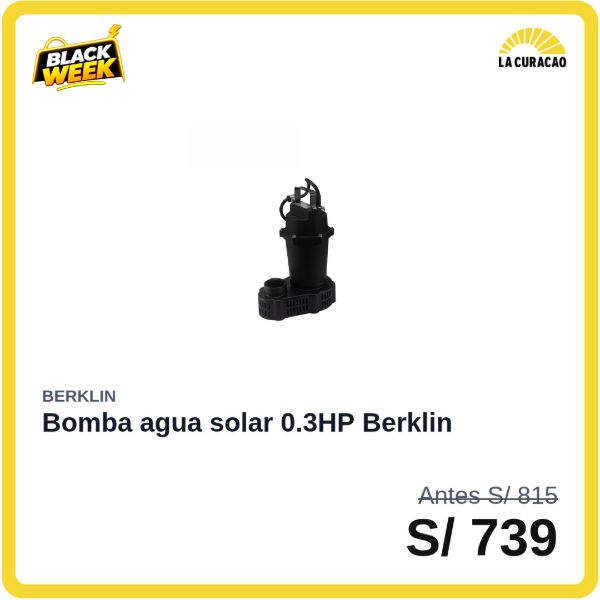 BLACK
WEEK
LA CURACAO
BERKLIN
Bomba agua solar 0.3HP Berklin
Antes S/ 815
S/ 739